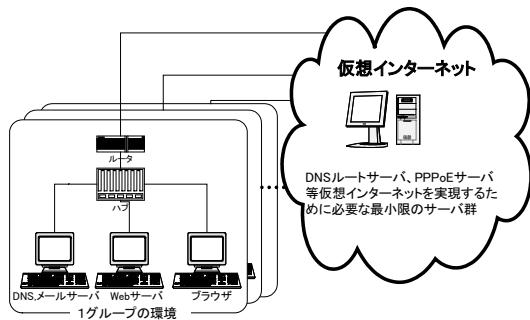 仮想インターネット
DNSルートサーバ、PPPoEサーバ
等仮想インターネットを実現するた
めに必要な最小限のサーバ群
ルータ
ハブ
DNS,メールサーバ
Webサーバ
ブラウザ
1グループの環境